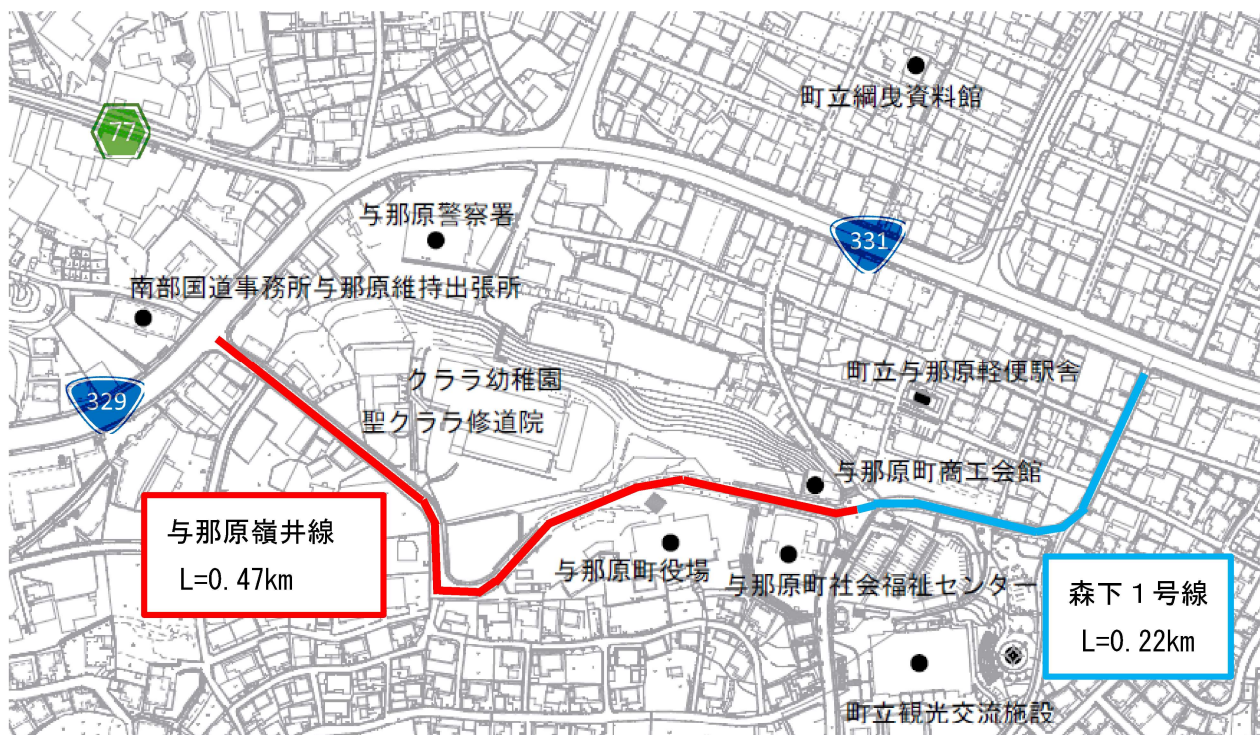 町立綱曳資料館
77
与那原警察署
331
南部国道事務所与那原維持出張所
329
クララ幼稚園
聖クララ修道院
町立与那原軽便駅舎
与那原町商工会館
与那原嶺井線
L=0.47km
与那原町役場
与那原町社会福祉センター
森下１号線
L=0.22km
町立観光交流施設